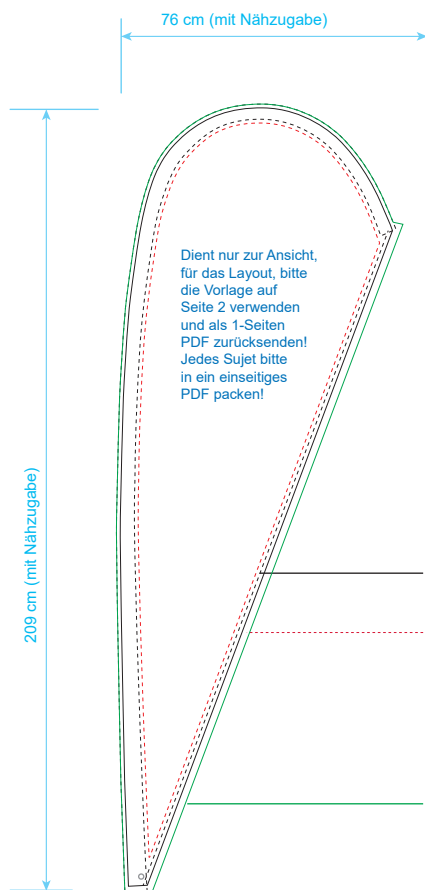 76 cm (mit Nähzugabe)
Dient nur zur Ansicht,
für das Layout, bitte
die Vorlage auf
Seite 2 verwenden
und als 1-Seiten
PDF zurücksenden!
Jedes Sujet bitte
in ein einseitiges
PDF packen!
209 cm (mit Nähzugabe)